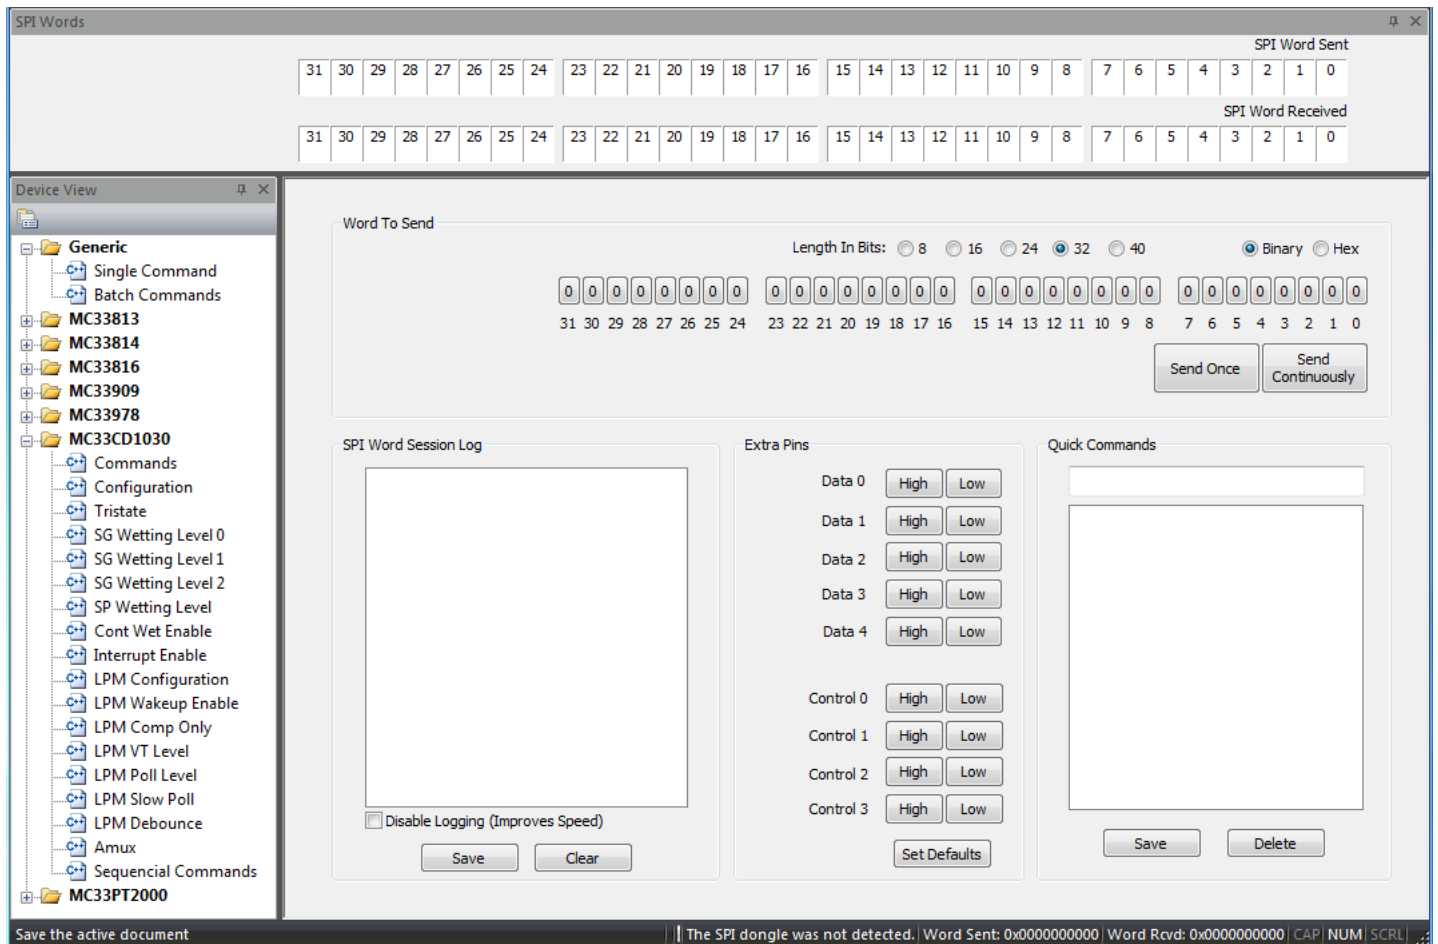 SPI Words
SPI Word Sent
31 30 29 28 27 26 25 24 23 22 21 20 19 18 17 16 15 14 13 12 11 10 9 8 7 6 5 4 3 2 1 0
SPI Word Received
31 30 29 28 27 26 25 24 23 22 21 20 19 18 17 16 15 14 13 12 11 10 9 8 7 6 5 4 3 2 1 0
Device View
Generic
Single Command
Batch Commands
MC33813
MC33814
MC33816
MC33909
MC33978
MC33CD1030
Commands
Configuration
Tristate
SG Wetting Level 0
SG Wetting Level 1
SG Wetting Level 2
SP Wetting Level
Cont Wet Enable
Interrupt Enable
LPM Configuration
LPM Wakeup Enable
LPM Comp Only
LPM VT Level
LPM Poll Level
LPM Slow Poll
LPM Debounce
Amux
Sequencial Commands
MC33PT2000
Word To Send
Length In Bits: 8 16 24 32 40 Binary Hex
0 0 0 0 0 0 0 0 0 0 0 0 0 0 0 0 0 0 0 0 0 0 0 0 0 0 0 0 0 0 0 0
31 30 29 28 27 26 25 24 23 22 21 20 19 18 17 16 15 14 13 12 11 10 9 8 7 6 5 4 3 2 1 0
Send Once
Send
Continuously
SPI Word Session Log
Disable Logging (Improves Speed)
Save Clear
Extra Pins
Data 0 High Low
Data 1 High Low
Data 2 High Low
Data 3 High Low
Data 4 High Low
Control 0 High Low
Control 1 High Low
Control 2 High Low
Control 3 High Low
Set Defaults
Quick Commands
Save Delete
Save the active document
The SPI dongle was not detected. Word Sent: 0x0000000000 Word Rcvd: 0x0000000000 CAP NUM SCRL